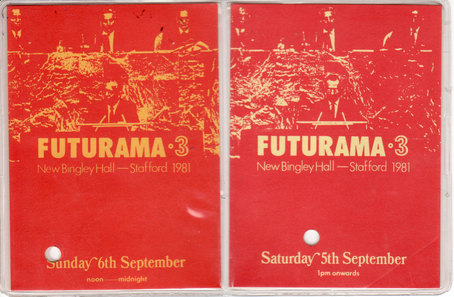 FUTURAMA·3
New Bingley Hall—Stafford 1981
Sunday 6th September
noon—midnight
FUTURAMA·3
New Bingley Hall—Stafford 1981
Saturday 5th September
1pm onwards